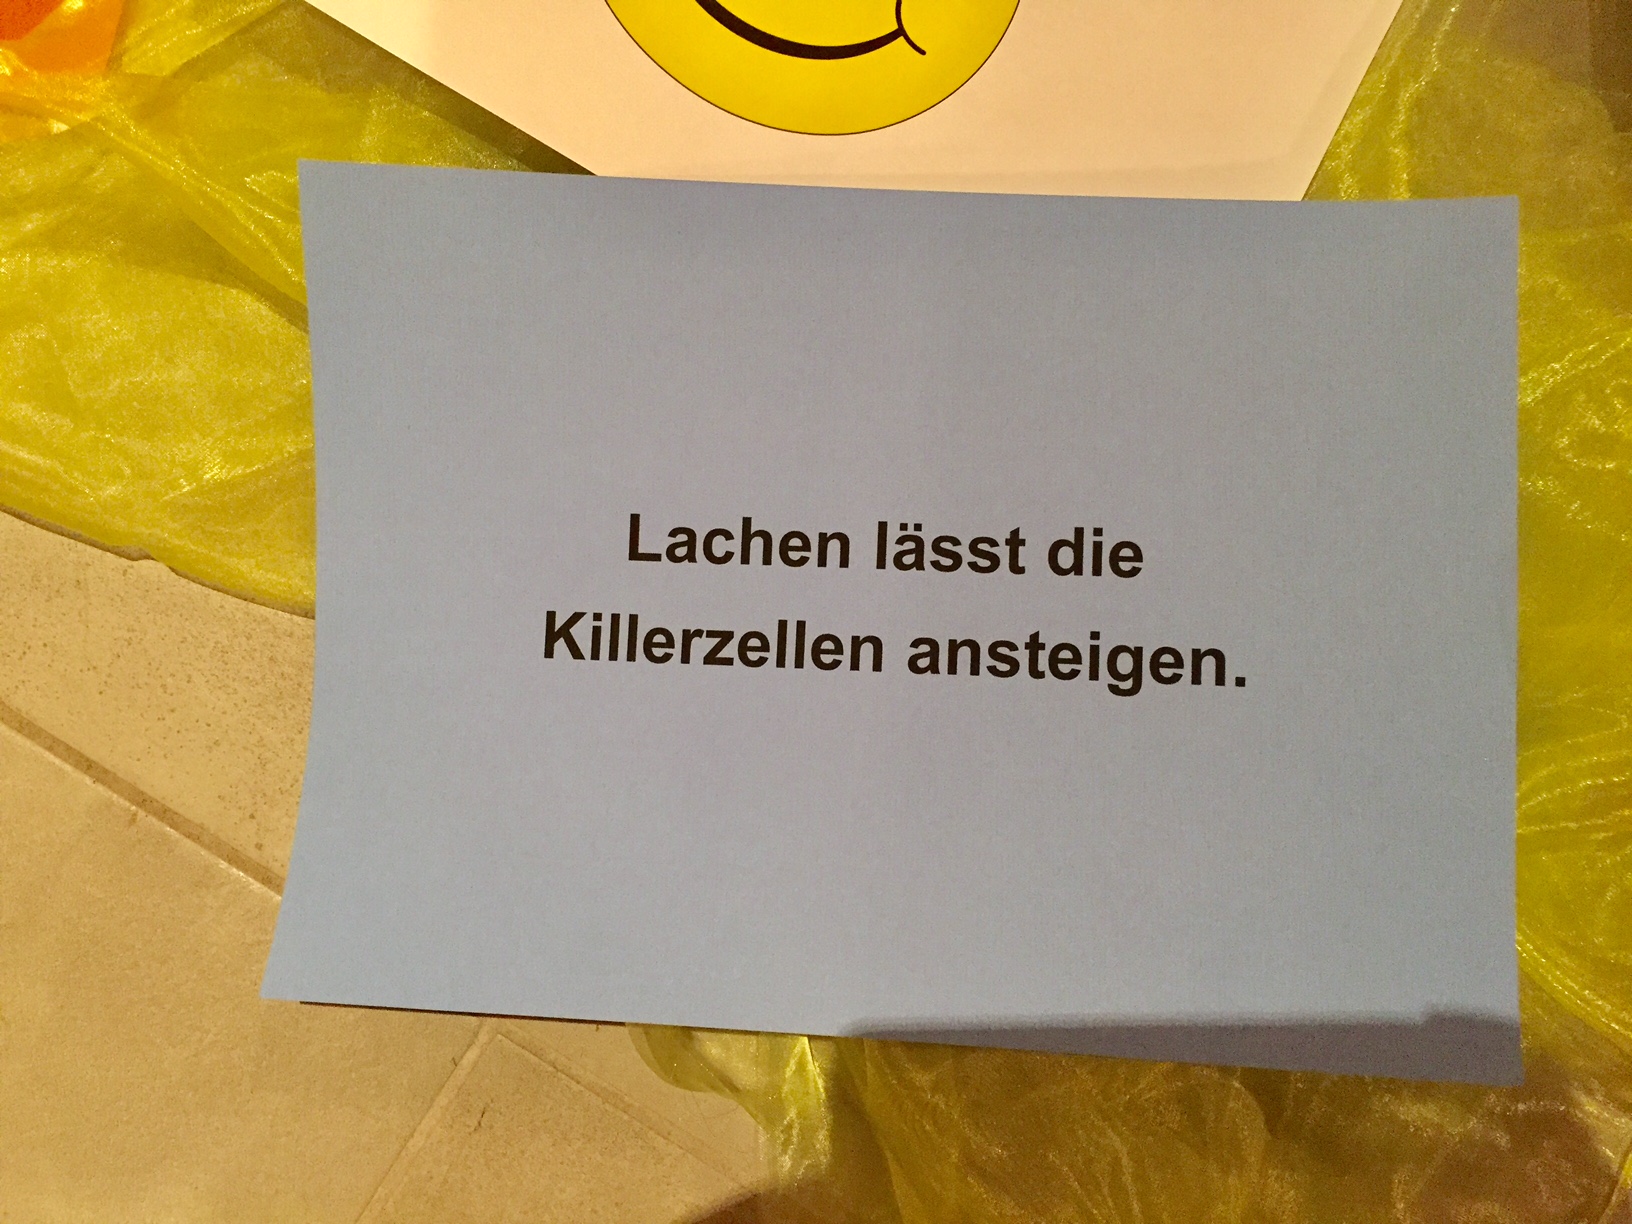 Lachen lässt die
Killerzellen ansteigen.